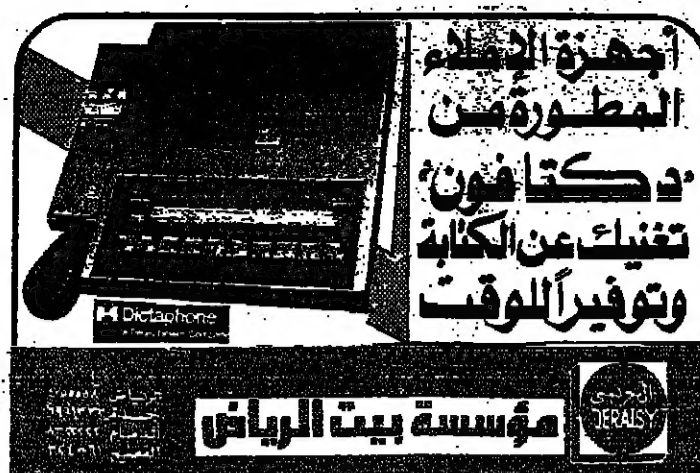 أجهزة الإملاء
المطورة من
"دكتافون"
تغنيك عن الكتابة
وتوفيراً للوقت
Dictaphone
مؤسسة بيت الرياض
الجريسي
JERAISY